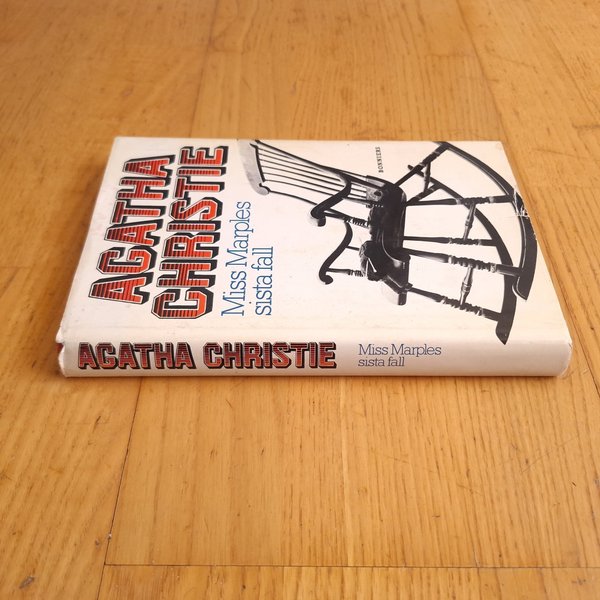 AGATHA
CHRISTIE
Miss Marples
sista fall
BONNIERS
AGATHA CHRISTIE
Miss Marples
sista fall